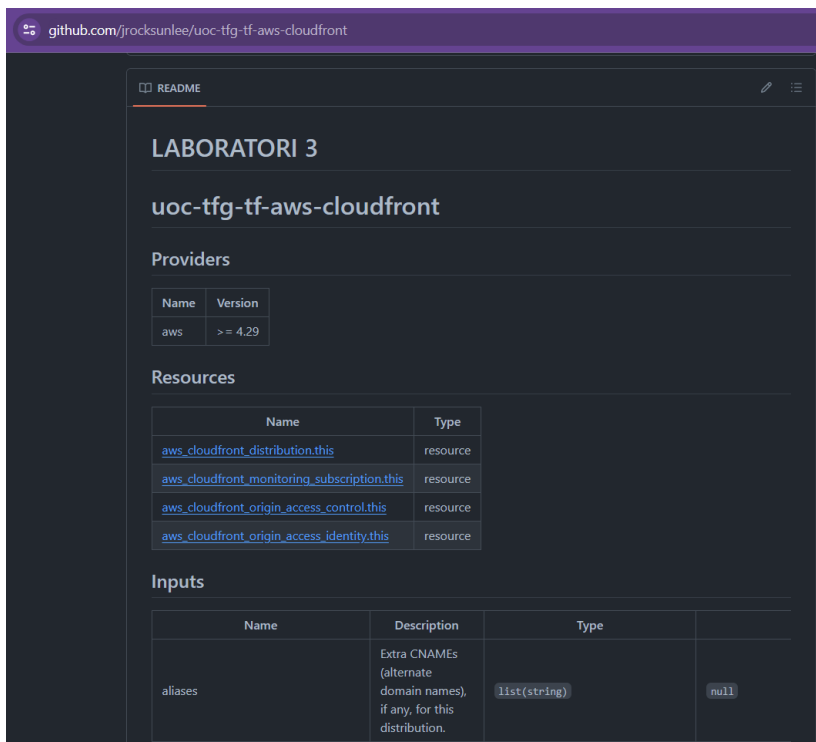 github.com/jrocksunlee/uoc-tfg-tf-aws-cloudfront
README
LABORATORI 3
uoc-tfg-tf-aws-cloudfront
Providers
Name Version
aws >= 4.29
Resources
Name Type
aws_cloudfront_distribution.this resource
aws_cloudfront_monitoring_subscription.this resource
aws_cloudfront_origin_access_control.this resource
aws_cloudfront_origin_access_identity.this resource
Inputs
Name Description Type
Extra CNAMEs
(alternate
aliases domain names), list(string) null
if any, for this
distribution.